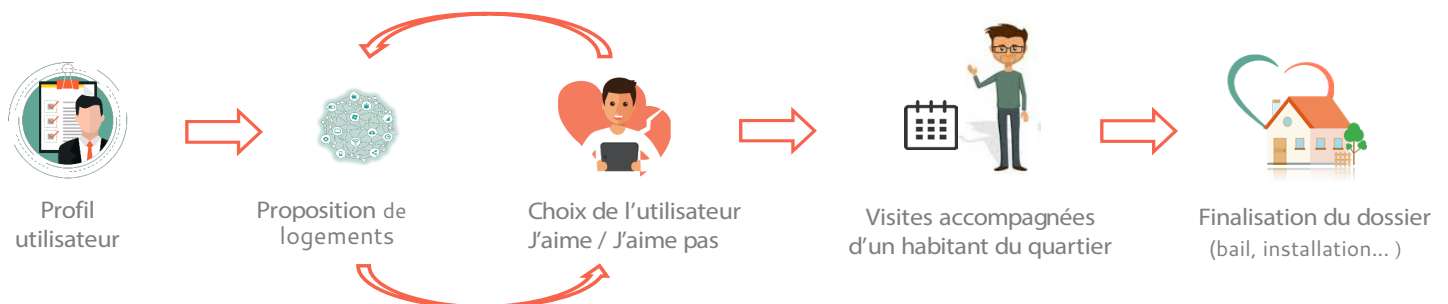 Profil
utilisateur
Proposition de
logements
Choix de l’utilisateur
J’aime / J’aime pas
Visites accompagnées
d’un habitant du quartier
Finalisation du dossier
(bail, installation... )